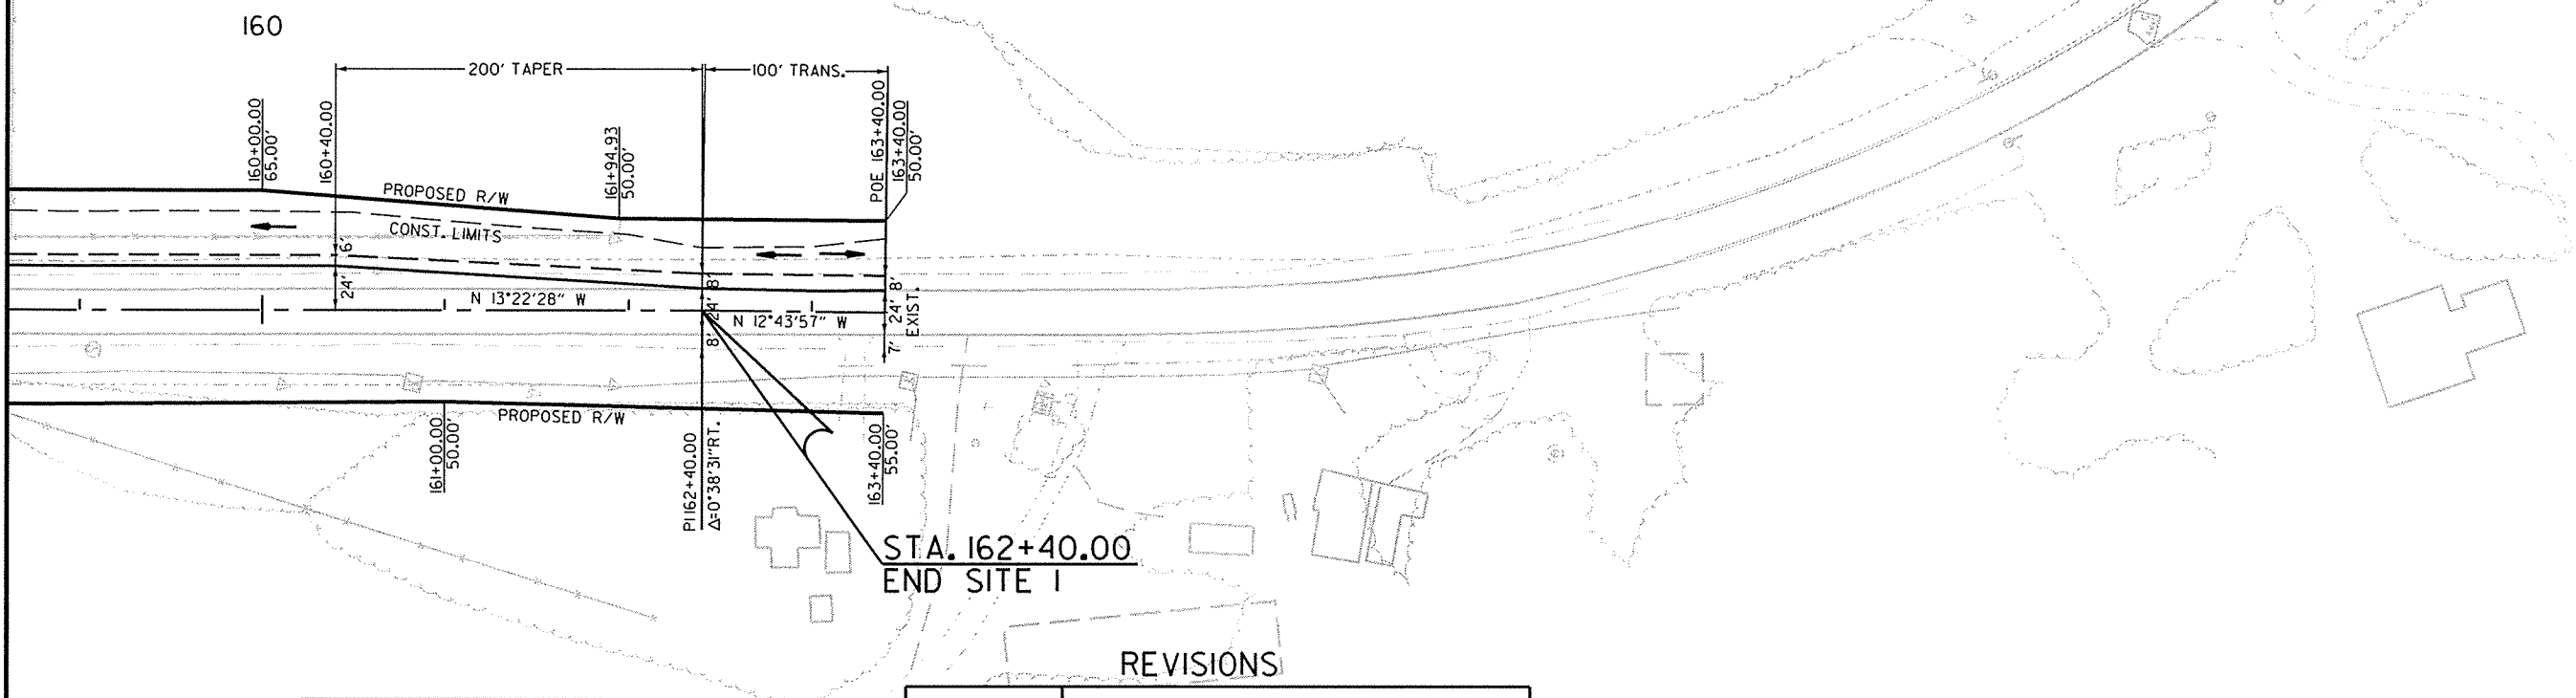 160
200' TAPER
100' TRANS.
160+00.00
65.00'
160+40.00
161+94.93
50.00'
POE 163+40.00
163+40.00
50.00'
PROPOSED R/W
CONST. LIMITS
6'
24'
N 13°22'28" W
8'
24'
8'
N 12°43'57" W
8'
24'
7'
EXIST.
PROPOSED R/W
161+00.00
50.00'
PI 162+40.00
Δ=0°38'31"RT.
163+40.00
55.00'
STA. 162+40.00
END SITE 1
REVISIONS